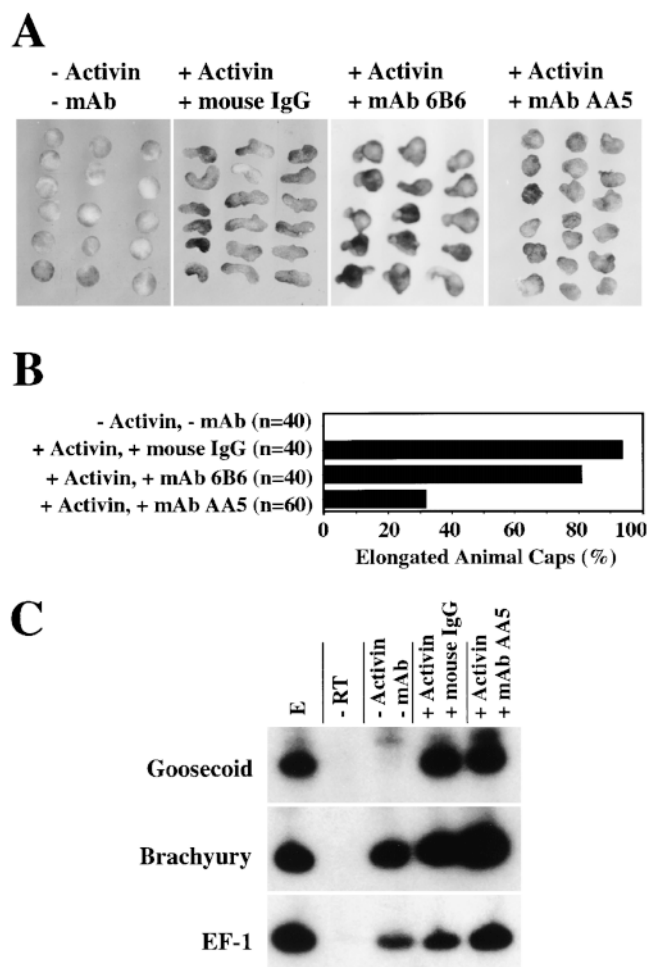 A
- Activin
- mAb
+ Activin
+ mouse IgG
+ Activin
+ mAb 6B6
+ Activin
+ mAb AA5
B
- Activin, - mAb (n=40)
+ Activin, + mouse IgG (n=40)
+ Activin, + mAb 6B6 (n=40)
+ Activin, + mAb AA5 (n=60)
0 20 40 60 80 100
Elongated Animal Caps (%)
C
E
- RT
- Activin
- mAb
+ Activin
+ mouse IgG
+ Activin
+ mAb AA5
Goosecoid
Brachyury
EF-1